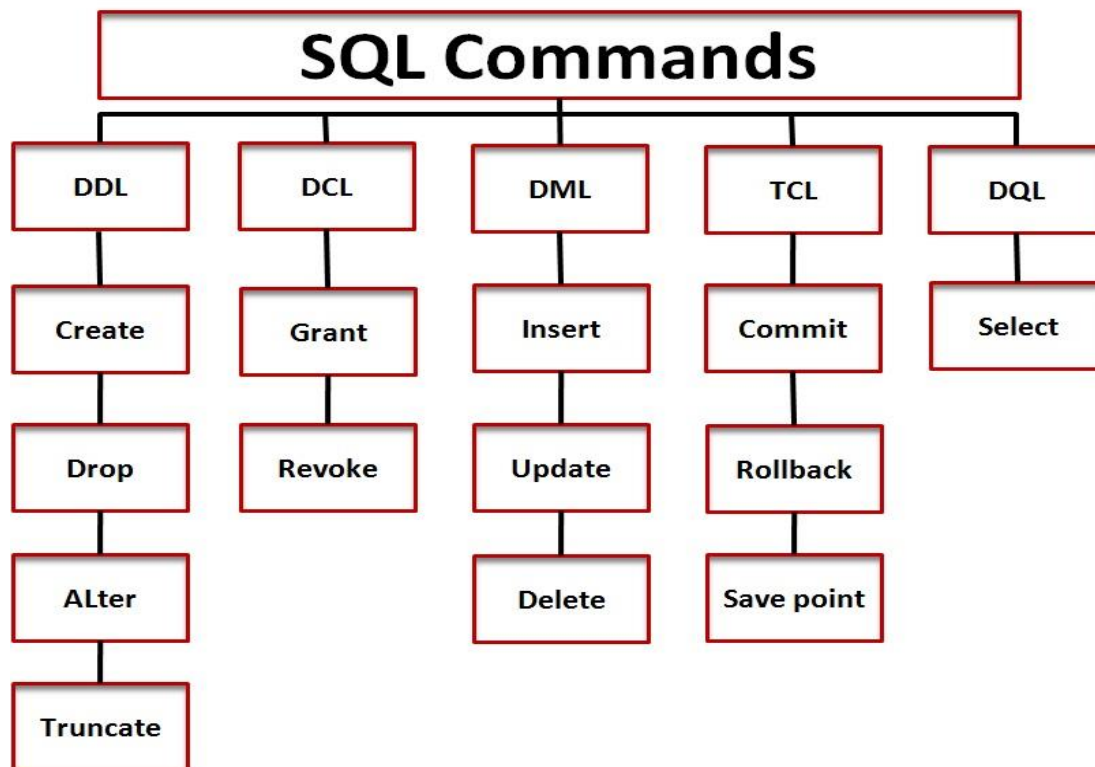 SQL Commands
DDL
DCL
DML
TCL
DQL
Create
Grant
Insert
Commit
Select
Drop
Revoke
Update
Rollback
ALter
Delete
Save point
Truncate